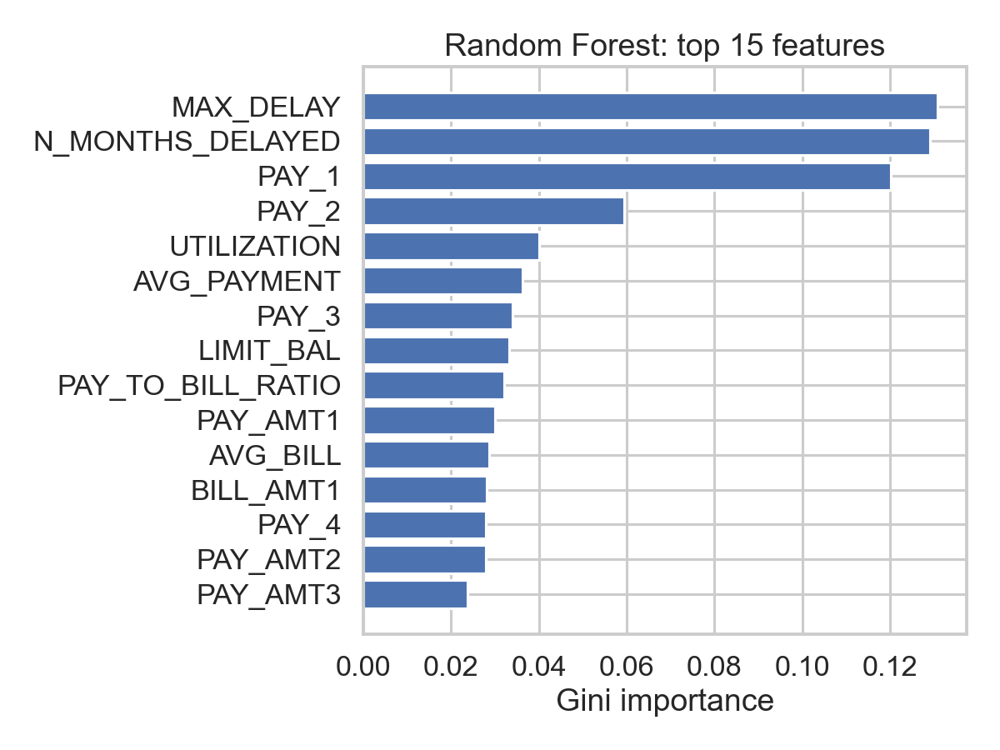 Random Forest: top 15 features
MAX_DELAY
N_MONTHS_DELAYED
PAY_1
PAY_2
UTILIZATION
AVG_PAYMENT
PAY_3
LIMIT_BAL
PAY_TO_BILL_RATIO
PAY_AMT1
AVG_BILL
BILL_AMT1
PAY_4
PAY_AMT2
PAY_AMT3
0.00 0.02 0.04 0.06 0.08 0.10 0.12
Gini importance